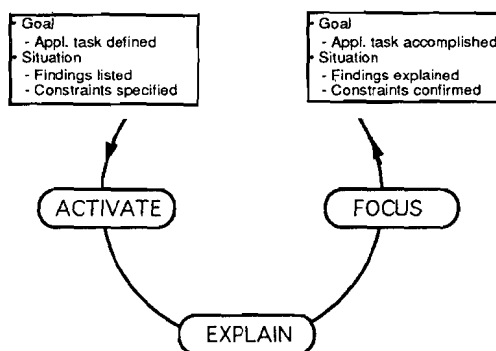 • Goal
- Appl. task defined
• Situation
- Findings listed
- Constraints specified
• Goal
- Appl. task accomplished
• Situation
- Findings explained
- Constraints confirmed
ACTIVATE
FOCUS
EXPLAIN